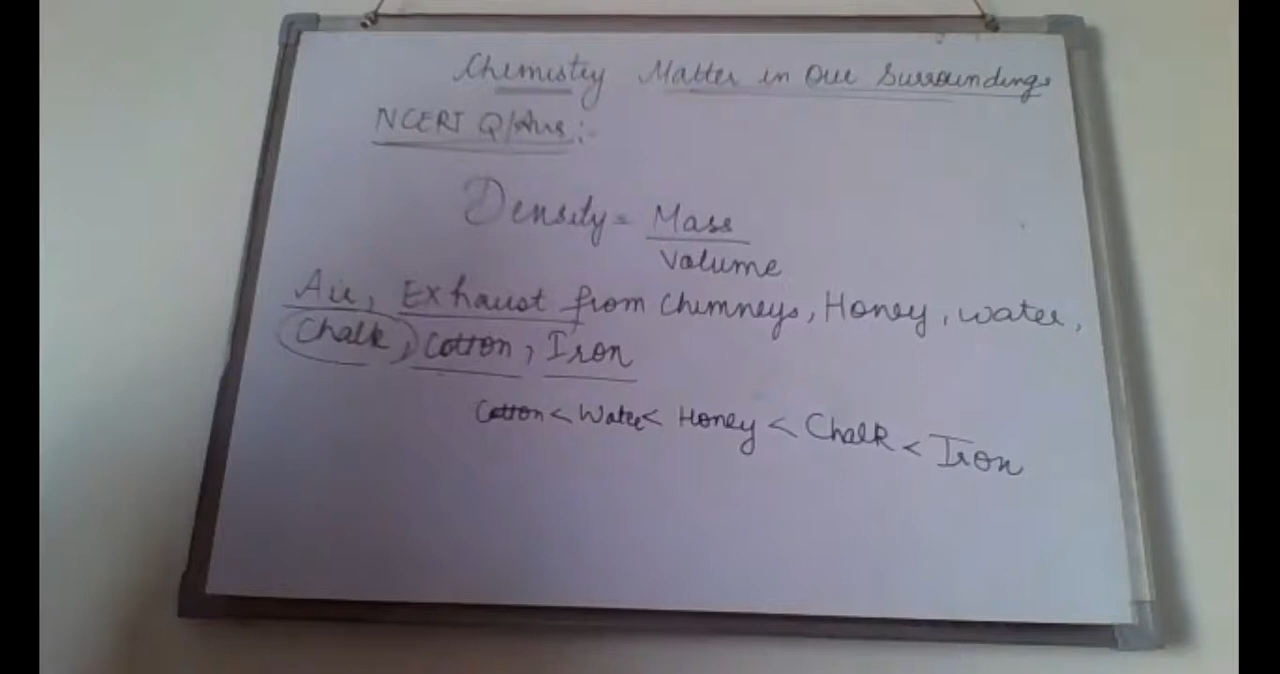 Chemistry Matter in Our Surroundings
NCERT Q/Ans:-
Density = Mass
Volume
Air, Exhaust from Chimneys, Honey, water,
Chalk, Cotton, Iron
Cotton < Water < Honey < Chalk < Iron